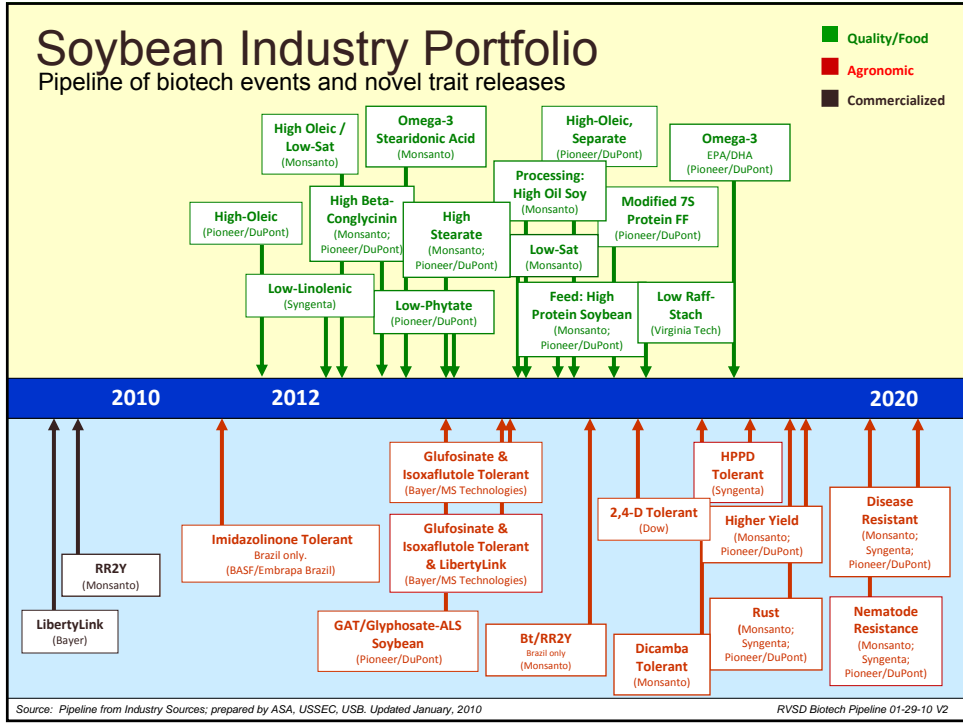 Soybean Industry Portfolio
Pipeline of biotech events and novel trait releases
Quality/Food
Agronomic
Commercialized
High Oleic /
Low-Sat
(Monsanto)
Omega-3
Stearidonic Acid
(Monsanto)
High-Oleic,
Separate
(Pioneer/DuPont)
Omega-3
EPA/DHA
(Pioneer/DuPont)
Processing:
High Oil Soy
(Monsanto)
High-Oleic
(Pioneer/DuPont)
High Beta-
Conglycinin
(Monsanto;
Pioneer/DuPont)
High
Stearate
(Monsanto;
Pioneer/DuPont)
Modified 7S
Protein FF
(Pioneer/DuPont)
Low-Sat
(Monsanto)
Low-Linolenic
(Syngenta)
Low-Phytate
(Pioneer/DuPont)
Feed: High
Protein Soybean
(Monsanto;
Pioneer/DuPont)
Low Raff-
Stach
(Virginia Tech)
2010
2012
2020
Glufosinate &
Isoxaflutole Tolerant
(Bayer/MS Technologies)
HPPD
Tolerant
(Syngenta)
2,4-D Tolerant
(Dow)
Higher Yield
(Monsanto;
Pioneer/DuPont)
Disease
Resistant
(Monsanto;
Syngenta;
Pioneer/DuPont)
Imidazolinone Tolerant
Brazil only.
(BASF/Embrapa Brazil)
Glufosinate &
Isoxaflutole Tolerant
& LibertyLink
(Bayer/MS Technologies)
RR2Y
(Monsanto)
LibertyLink
(Bayer)
GAT/Glyphosate-ALS
Soybean
(Pioneer/DuPont)
Bt/RR2Y
Brazil only
(Monsanto)
Dicamba
Tolerant
(Monsanto)
Rust
(Monsanto;
Syngenta;
Pioneer/DuPont)
Nematode
Resistance
(Monsanto;
Syngenta;
Pioneer/DuPont)
Source: Pipeline from Industry Sources; prepared by ASA, USSEC, USB. Updated January, 2010
RVSD Biotech Pipeline 01-29-10 V2